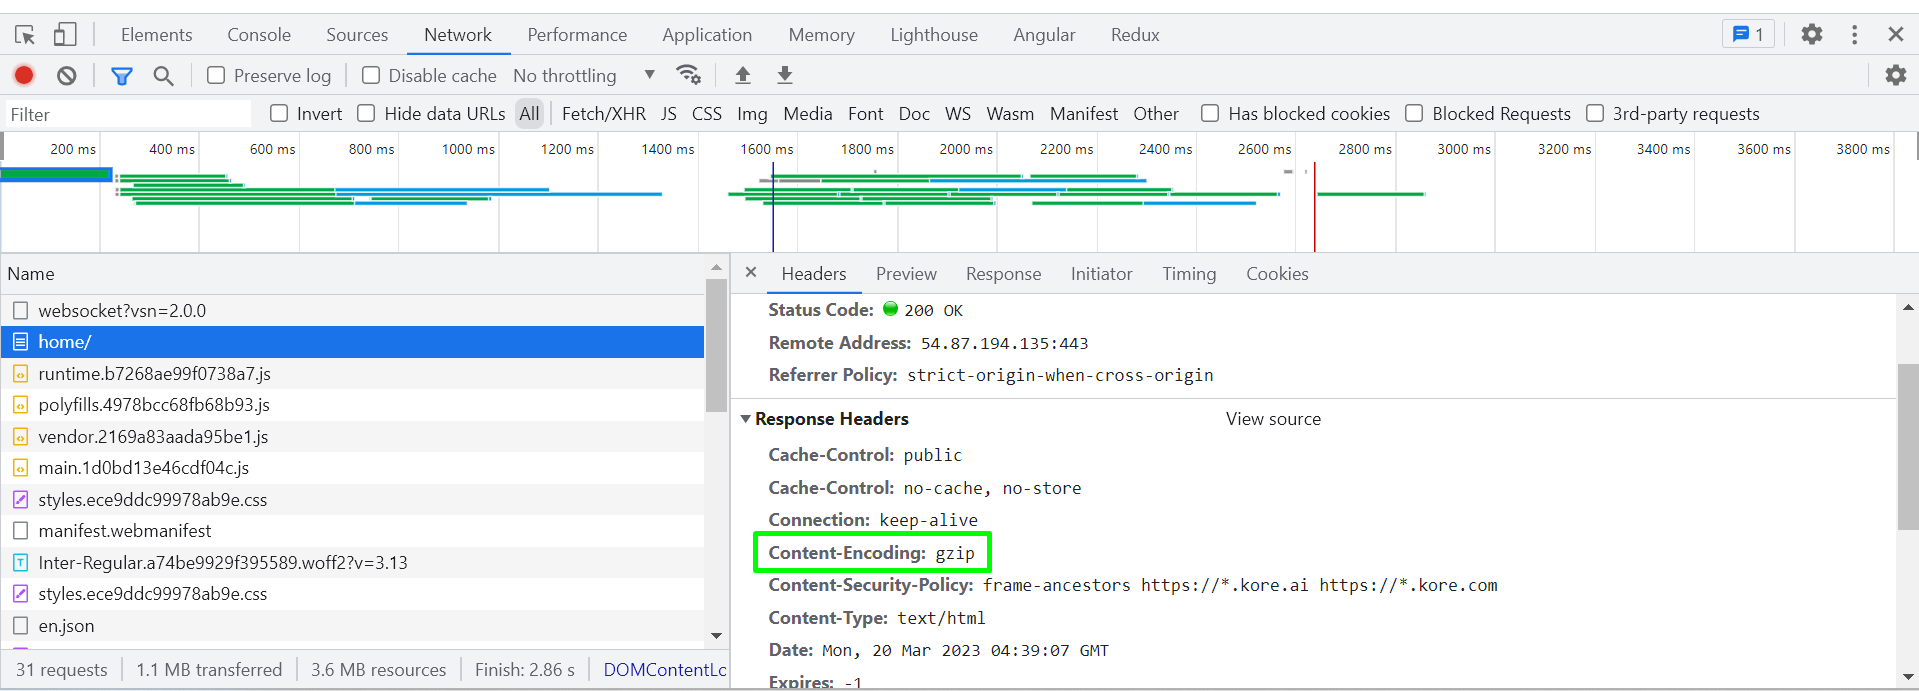 Elements Console Sources Network Performance Application Memory Lighthouse Angular Redux 1
Preserve log Disable cache No throttling
Filter Invert Hide data URLs All Fetch/XHR JS CSS Img Media Font Doc WS Wasm Manifest Other Has blocked cookies Blocked Requests 3rd-party requests
200 ms 400 ms 600 ms 800 ms 1000 ms 1200 ms 1400 ms 1600 ms 1800 ms 2000 ms 2200 ms 2400 ms 2600 ms 2800 ms 3000 ms 3200 ms 3400 ms 3600 ms 3800 ms
Name
websocket?vsn=2.0.0
home/
runtime.b7268ae99f0738a7.js
polyfills.4978bcc68fb68b93.js
vendor.2169a83aada95be1.js
main.1d0bd13e46cdf04c.js
styles.ece9ddc99978ab9e.css
manifest.webmanifest
Inter-Regular.a74be9929f395589.woff2?v=3.13
styles.ece9ddc99978ab9e.css
en.json
31 requests 1.1 MB transferred 3.6 MB resources Finish: 2.86 s DOMContentLo
Headers Preview Response Initiator Timing Cookies
Status Code: 200 OK
Remote Address: 54.87.194.135:443
Referrer Policy: strict-origin-when-cross-origin
Response Headers View source
Cache-Control: public
Cache-Control: no-cache, no-store
Connection: keep-alive
Content-Encoding: gzip
Content-Security-Policy: frame-ancestors https://*.kore.ai https://*.kore.com
Content-Type: text/html
Date: Mon, 20 Mar 2023 04:39:07 GMT
Expires: -1